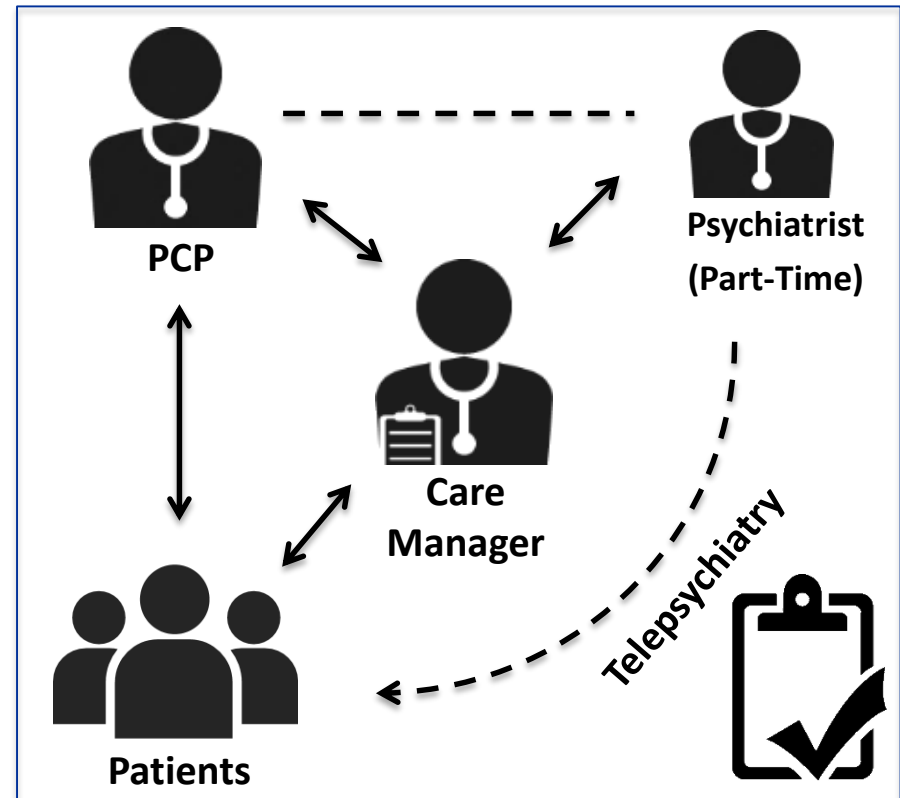 PCP
Psychiatrist
(Part-Time)
Care
Manager
Telepsychiatry
Patients